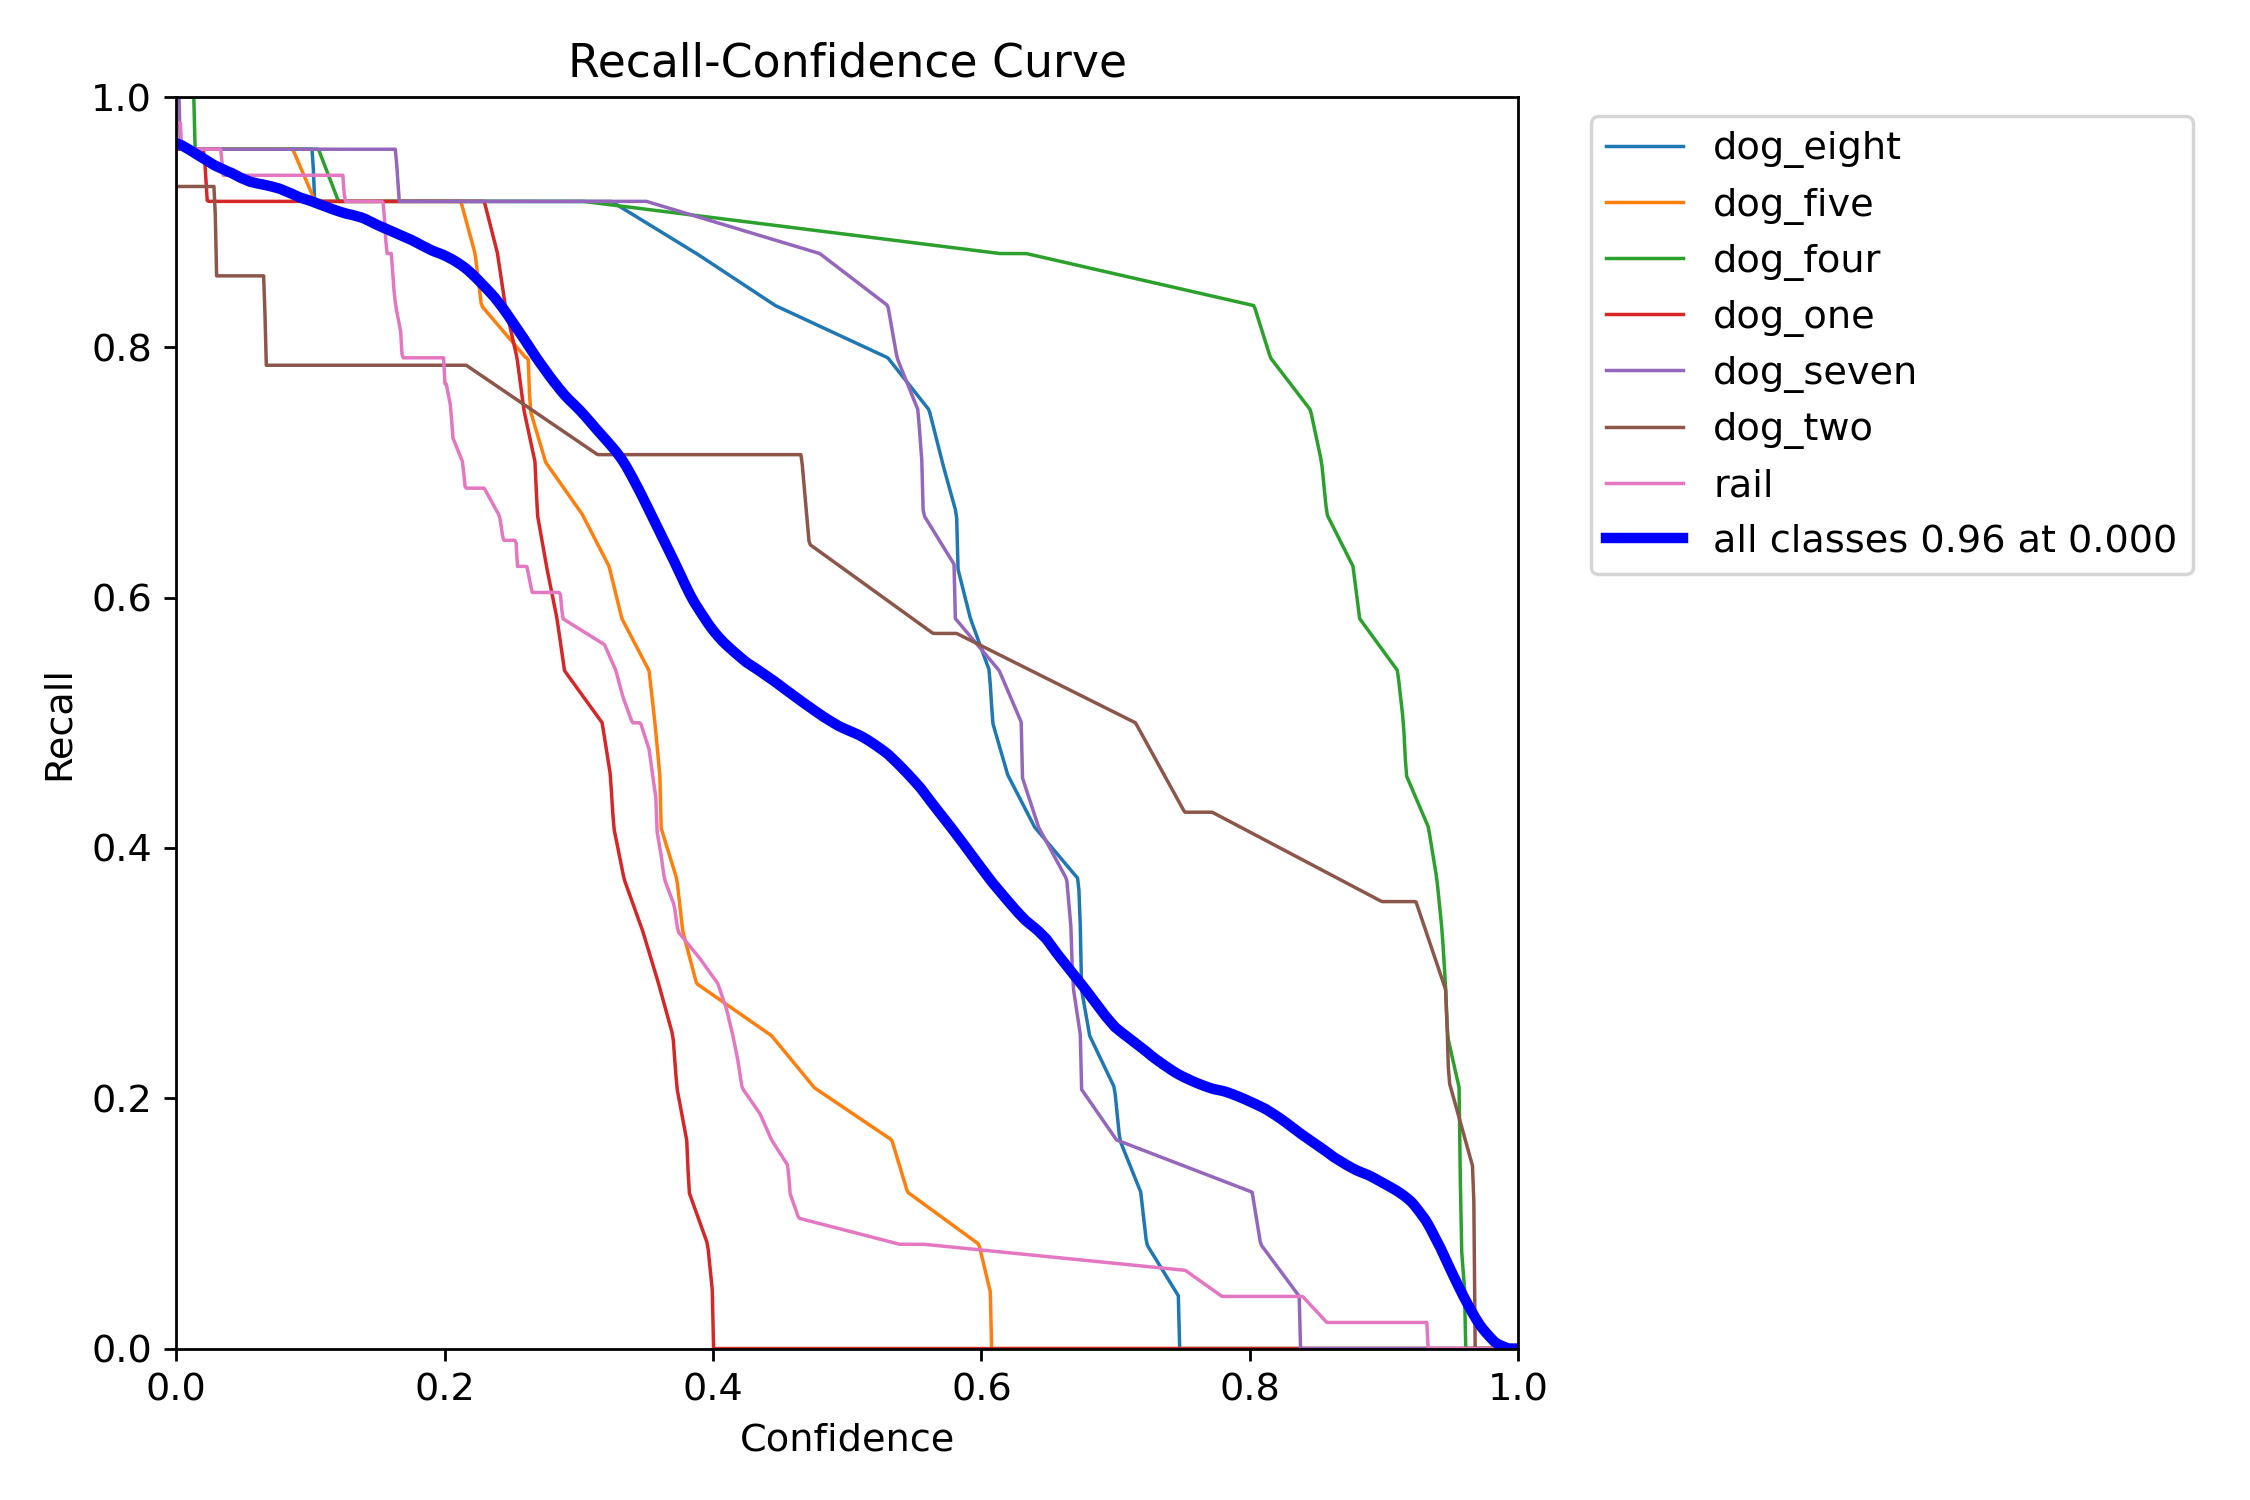 Recall-Confidence Curve
1.0
0.8
0.6
0.4
0.2
0.0
Recall
0.0 0.2 0.4 0.6 0.8 1.0
Confidence
dog_eight
dog_five
dog_four
dog_one
dog_seven
dog_two
rail
all classes 0.96 at 0.000